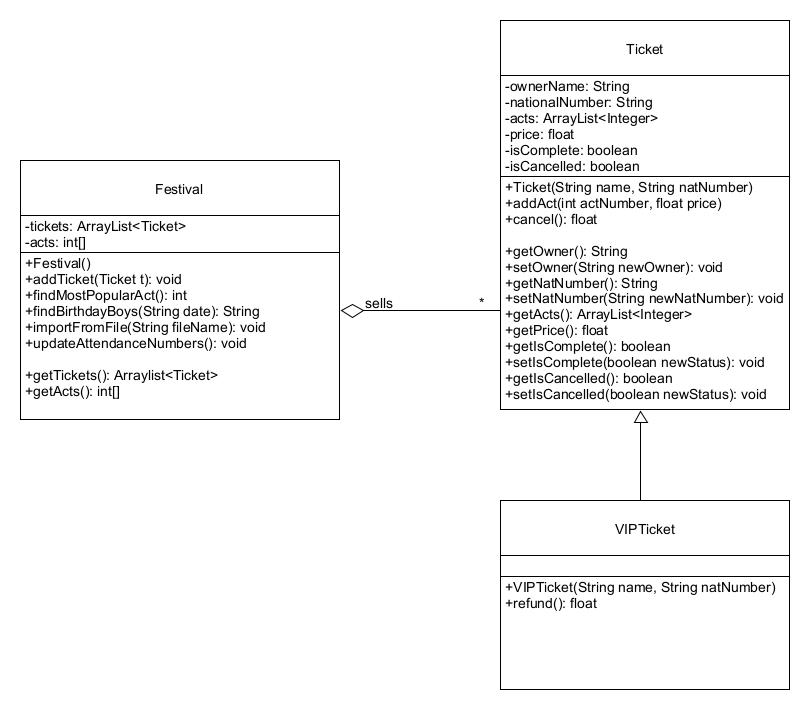 Ticket
-ownerName: String
-nationalNumber: String
-acts: ArrayList<Integer>
-price: float
-isComplete: boolean
-isCancelled: boolean
+Ticket(String name, String natNumber)
+addAct(int actNumber, float price)
+cancel(): float
+getOwner(): String
+setOwner(String newOwner): void
+getNatNumber(): String
+setNatNumber(String newNatNumber): void
+getActs(): ArrayList<Integer>
+getPrice(): float
+getIsComplete(): boolean
+setIsComplete(boolean newStatus): void
+getIsCancelled(): boolean
+setIsCancelled(boolean newStatus): void
Festival
-tickets: ArrayList<Ticket>
-acts: int[]
+Festival()
+addTicket(Ticket t): void
+findMostPopularAct(): int
+findBirthdayBoys(String date): String
+importFromFile(String fileName): void
+updateAttendanceNumbers(): void
+getTickets(): Arraylist<Ticket>
+getActs(): int[]
sells
*
VIPTicket
+VIPTicket(String name, String natNumber)
+refund(): float